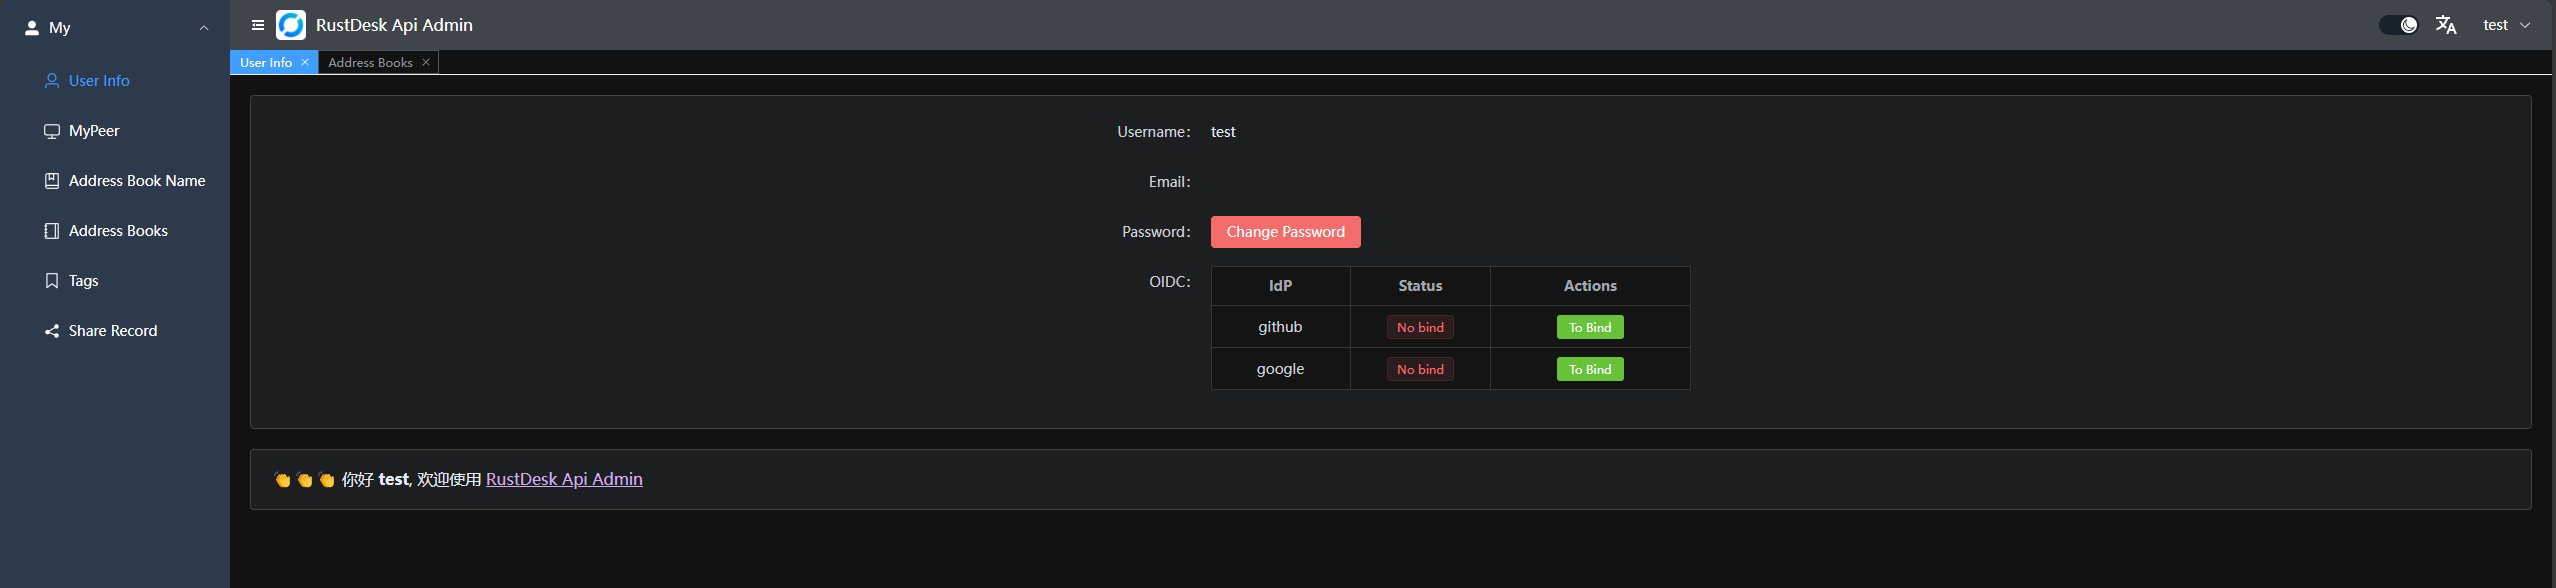 My
User Info
MyPeer
Address Book Name
Address Books
Tags
Share Record
RustDesk Api Admin
test
User Info
Address Books
Username: test
Email:
Password: Change Password
OIDC:
IdP Status Actions
github No bind To Bind
google No bind To Bind
👏 👏 👏 你好 test, 欢迎使用 RustDesk Api Admin